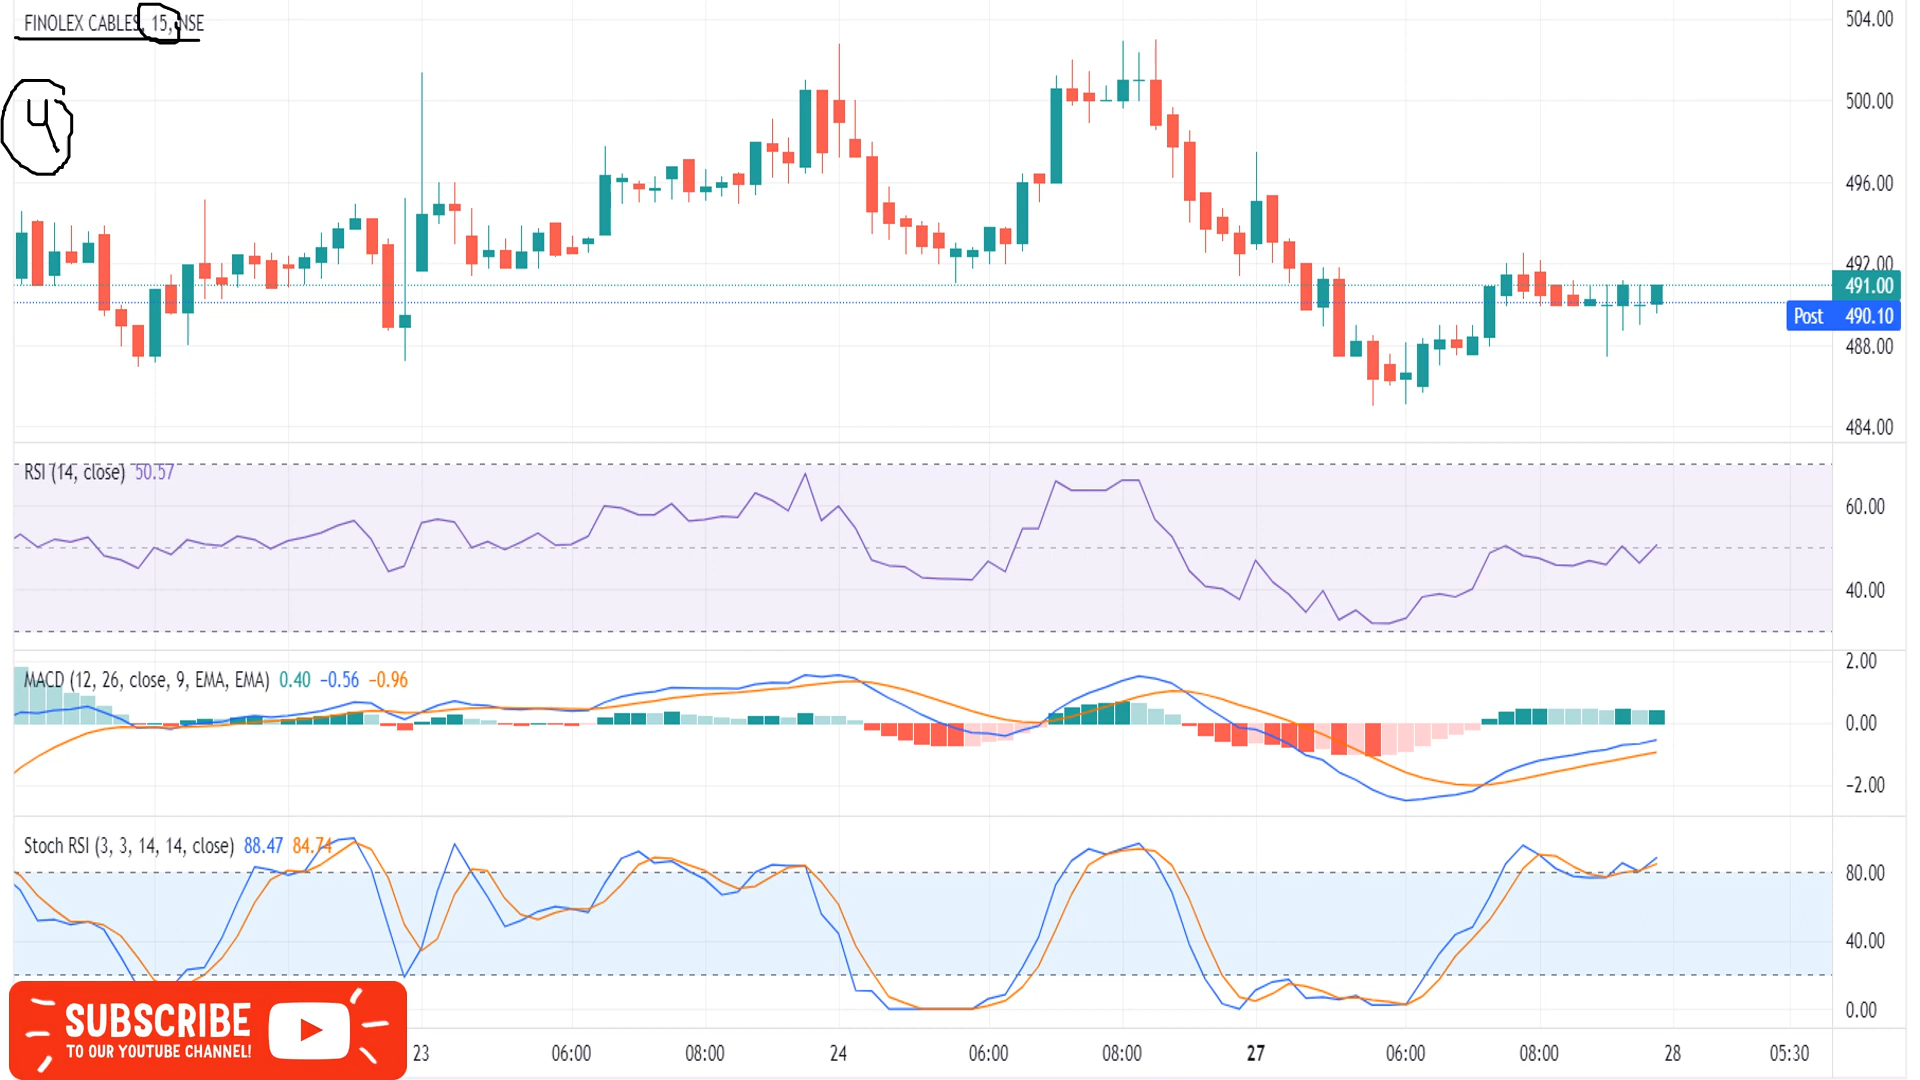 FINOLEX CABLES, 15, NSE
4
504.00
500.00
496.00
492.00
491.00
Post 490.10
488.00
484.00
RSI (14, close) 50.57
60.00
40.00
MACD (12, 26, close, 9, EMA, EMA) 0.40 −0.56 −0.96
2.00
0.00
−2.00
Stoch RSI (3, 3, 14, 14, close) 88.47 84.74
80.00
40.00
0.00
SUBSCRIBE
TO OUR YOUTUBE CHANNEL!
23 06:00 08:00 24 06:00 08:00 27 06:00 08:00 28 05:30